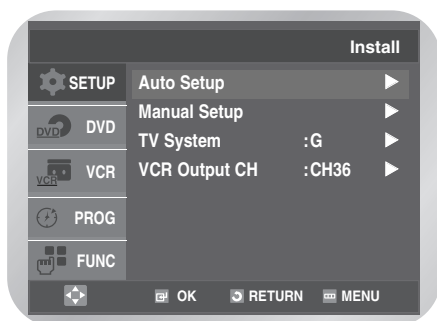 Install
SETUP
DVD DVD
VCR VCR
PROG
FUNC
Auto Setup
Manual Setup
TV System :G
VCR Output CH :CH36
OK RETURN MENU